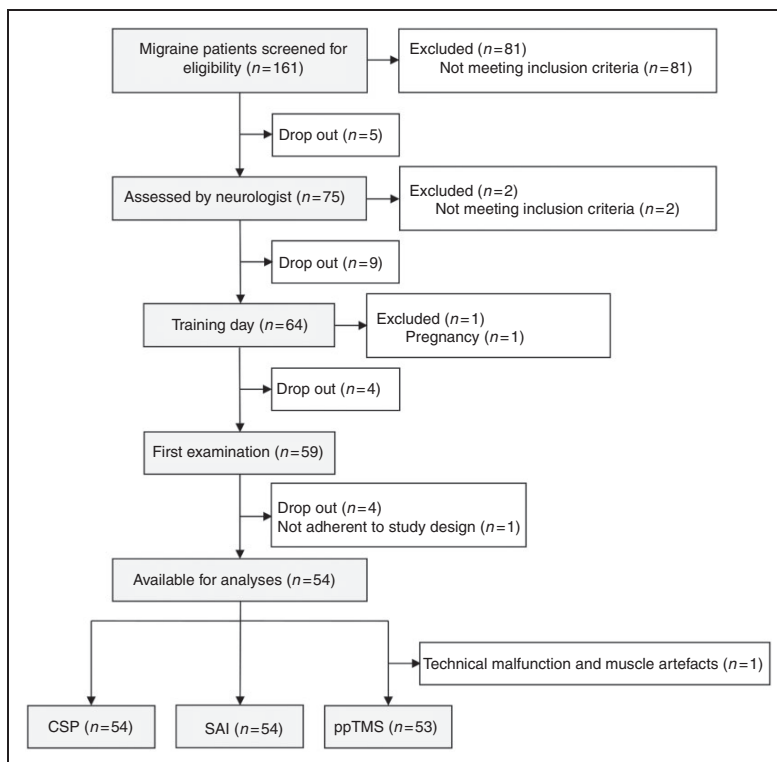 Migraine patients screened for
eligibility (n=161)
Excluded (n=81)
Not meeting inclusion criteria (n=81)
Drop out (n=5)
Assessed by neurologist (n=75)
Excluded (n=2)
Not meeting inclusion criteria (n=2)
Drop out (n=9)
Training day (n=64)
Excluded (n=1)
Pregnancy (n=1)
Drop out (n=4)
First examination (n=59)
Drop out (n=4)
Not adherent to study design (n=1)
Available for analyses (n=54)
Technical malfunction and muscle artefacts (n=1)
CSP (n=54)
SAI (n=54)
ppTMS (n=53)